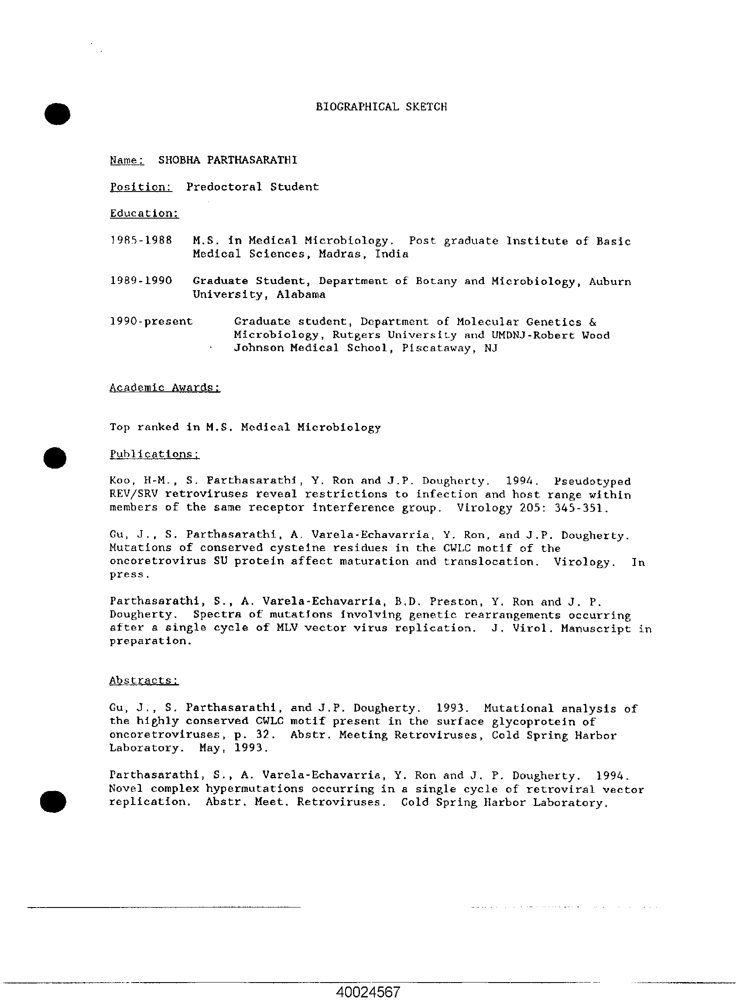 BIOGRAPHICAL SKETCH
Name: SHOBHA PARTHASARATHI
Position: Predoctoral Student
Education:
1985-1988 M.S. in Medical Microbiology. Post graduate Institute of Basic
Medical Sciences, Madras, India
1989-1990 Graduate Student, Department of Botany and Microbiology, Auburn
University, Alabama
1990-present Graduate student, Department of Molecular Genetics &
Microbiology, Rutgers University and UMDNJ-Robert Wood
Johnson Medical School, Piscataway, NJ
Academic Awards:
Top ranked in M.S. Medical Microbiology
Publications:
Koo, H-M., S. Parthasarathi, Y. Ron and J.P. Dougherty. 1994. Pseudotyped
REV/SRV retroviruses reveal restrictions to infection and host range within
members of the same receptor interference group. Virology 205: 345-351.
Gu, J., S. Parthasarathi, A. Varela-Echavarria, Y. Ron, and J.P. Dougherty.
Mutations of conserved cysteine residues in the CWLC motif of the
oncoretrovirus SU protein affect maturation and translocation. Virology. In
press.
Parthasarathi, S., A. Varela-Echavarria, B.D. Preston, Y. Ron and J. P.
Dougherty. Spectra of mutations involving genetic rearrangements occurring
after a single cycle of MLV vector virus replication. J. Virol. Manuscript in
preparation.
Abstracts:
Gu, J., S. Parthasarathi, and J.P. Dougherty. 1993. Mutational analysis of
the highly conserved CWLC motif present in the surface glycoprotein of
oncoretroviruses, p. 32. Abstr. Meeting Retroviruses, Cold Spring Harbor
Laboratory. May, 1993.
Parthasarathi, S., A. Varela-Echavarria, Y. Ron and J. P. Dougherty. 1994.
Novel complex hypermutations occurring in a single cycle of retroviral vector
replication. Abstr. Meet. Retroviruses. Cold Spring Harbor Laboratory.
40024567